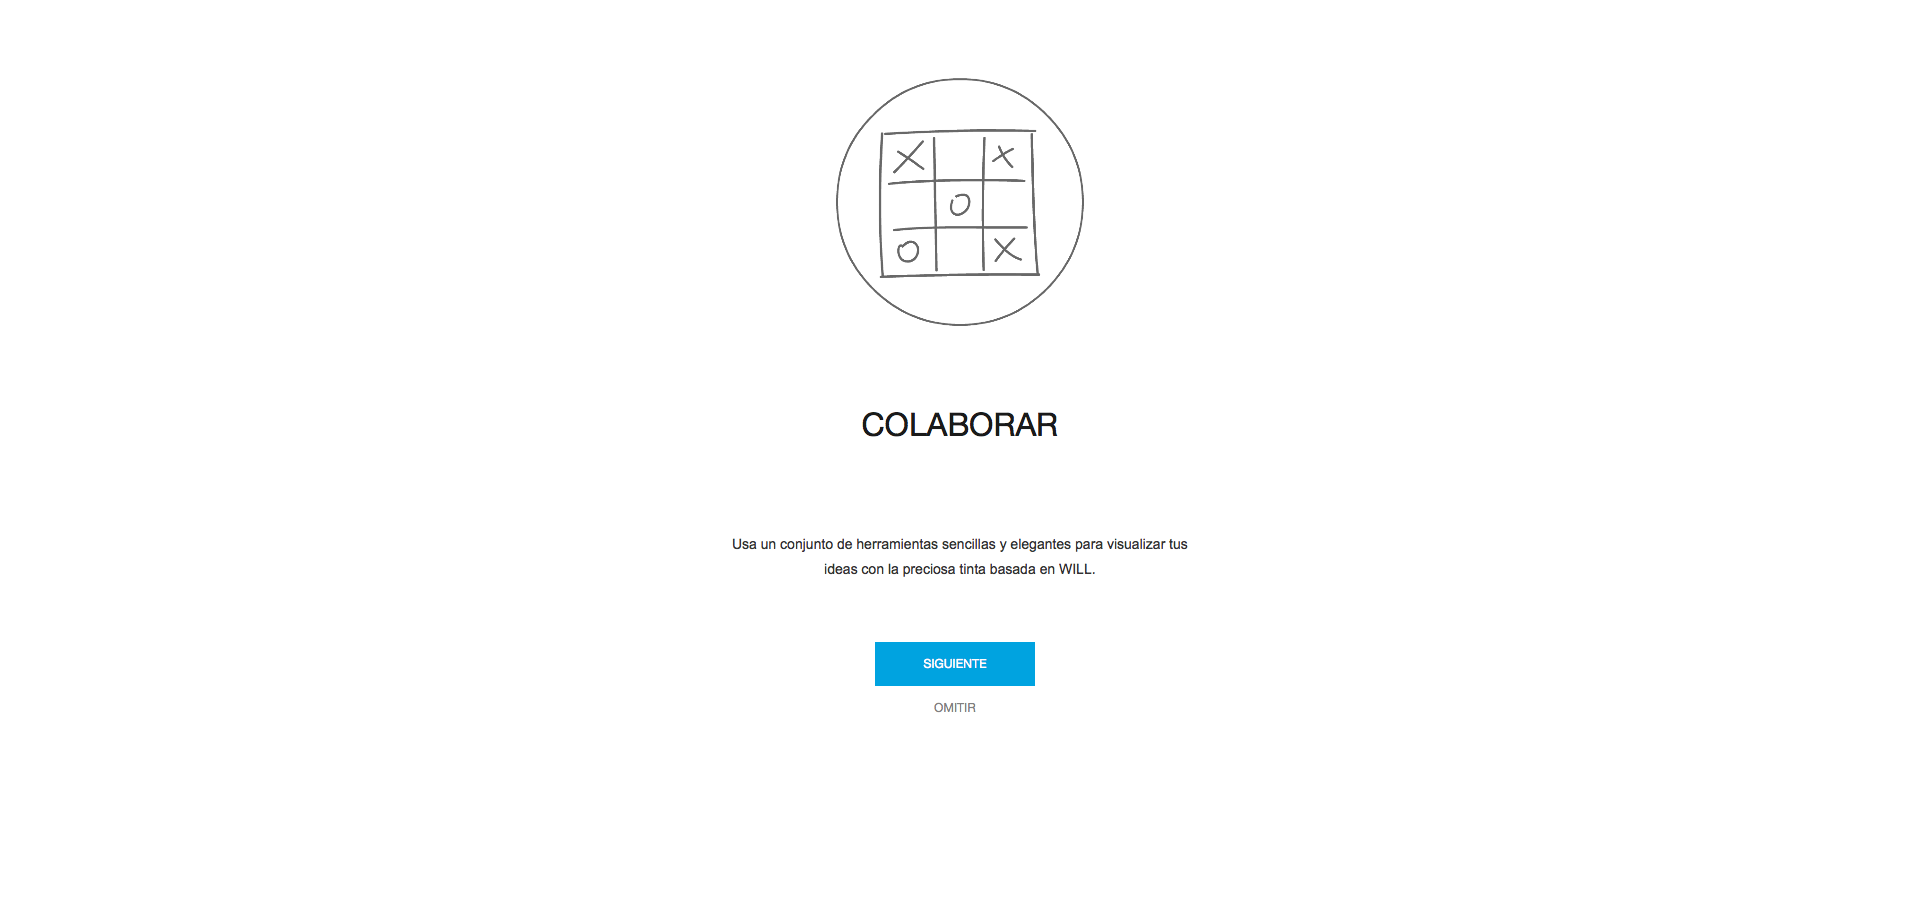 X X
O
O X
COLABORAR
Usa un conjunto de herramientas sencillas y elegantes para visualizar tus
ideas con la preciosa tinta basada en WILL.
SIGUIENTE
OMITIR